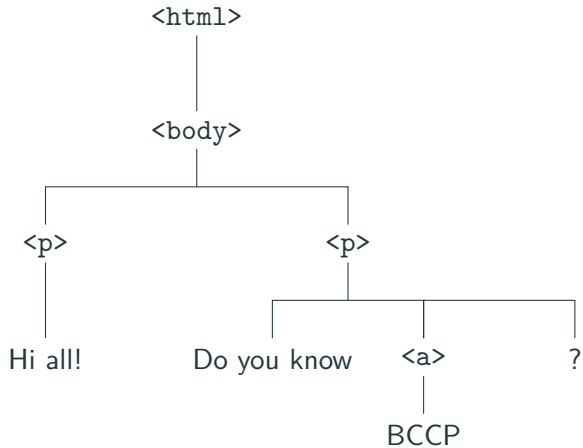 <html>
<body>
<p> <p>
Hi all! Do you know <a> ?
BCCP